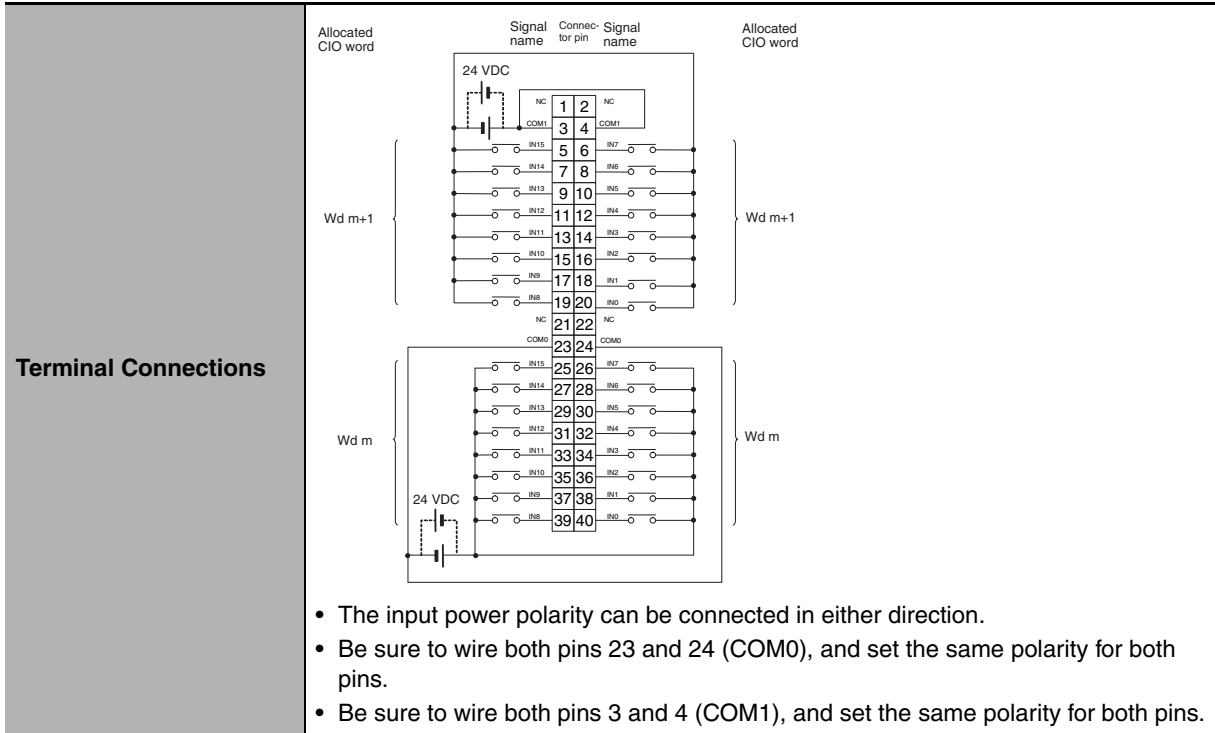 Terminal Connections
Allocated
CIO word
Signal
name
Connec-
tor pin
Signal
name
Allocated
CIO word
24 VDC
NC 1 2 NC
COM1 3 4 COM1
IN15 5 6 IN7
IN14 7 8 IN6
IN13 9 10 IN5
Wd m+1 IN12 11 12 IN4 Wd m+1
IN11 13 14 IN3
IN10 15 16 IN2
IN9 17 18 IN1
IN8 19 20 IN0
NC 21 22 NC
COM0 23 24 COM0
IN15 25 26 IN7
IN14 27 28 IN6
IN13 29 30 IN5
Wd m IN12 31 32 IN4 Wd m
IN11 33 34 IN3
IN10 35 36 IN2
24 VDC IN9 37 38 IN1
IN8 39 40 IN0
• The input power polarity can be connected in either direction.
• Be sure to wire both pins 23 and 24 (COM0), and set the same polarity for both
pins.
• Be sure to wire both pins 3 and 4 (COM1), and set the same polarity for both pins.